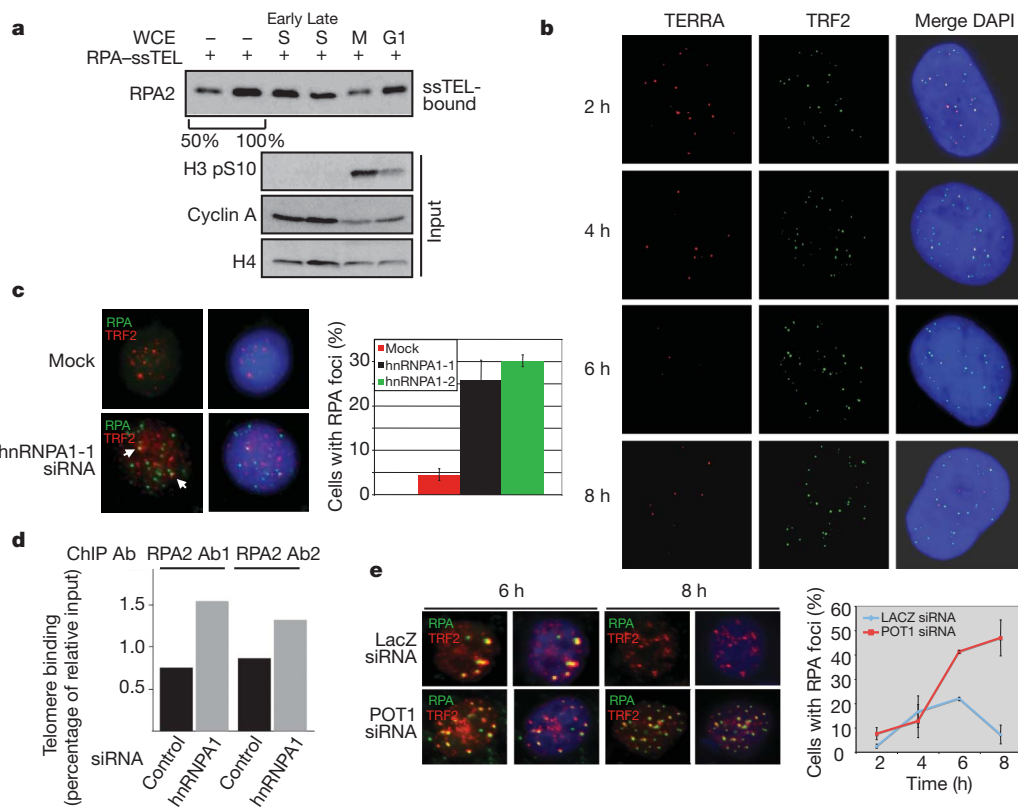 a
Early Late
WCE – – S S M G1
RPA–ssTEL + + + + + +
RPA2
ssTEL-
bound
50% 100%
H3 pS10
Cyclin A
H4
Input
b
TERRA TRF2 Merge DAPI
2 h
4 h
6 h
8 h
c
RPA
TRF2
Mock
RPA
TRF2
hnRNPA1-1
siRNA
Cells with RPA foci (%)
30
25
20
15
10
5
0
Mock
hnRNPA1-1
hnRNPA1-2
d
ChIP Ab RPA2 Ab1 RPA2 Ab2
Telomere binding
(percentage of relative input)
1.5
1.0
0.5
siRNA
Control
hnRNPA1
Control
hnRNPA1
e
6 h 8 h
LacZ
siRNA
RPA
TRF2
RPA
TRF2
POT1
siRNA
RPA
TRF2
RPA
TRF2
Cells with RPA foci (%)
60
50
40
30
20
10
0
LACZ siRNA
POT1 siRNA
2 4 6 8
Time (h)